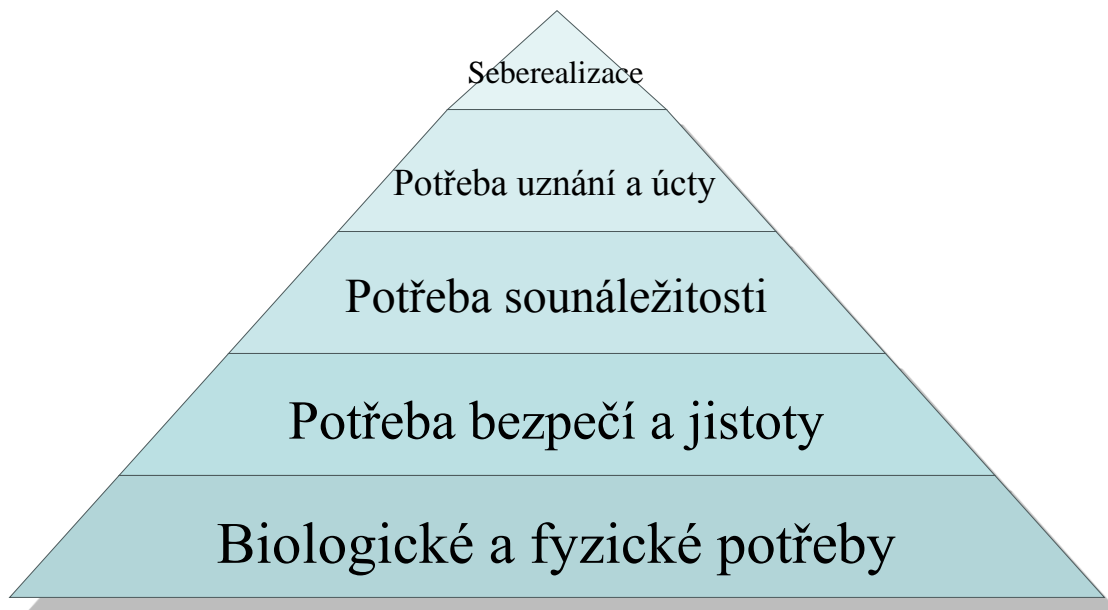 Seberealizace
Potřeba uznání a úcty
Potřeba sounáležitosti
Potřeba bezpečí a jistoty
Biologické a fyzické potřeby